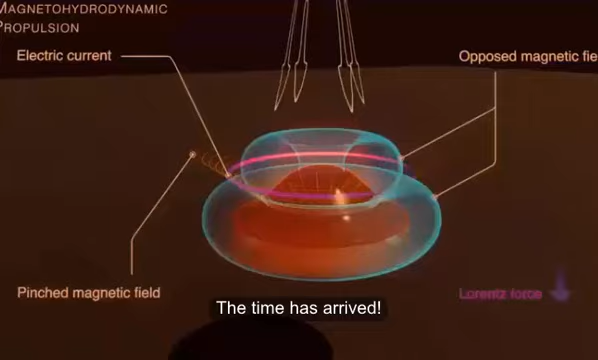 MAGNETOHYDRODYNAMIC
PROPULSION
Electric current
Opposed magnetic fie
Pinched magnetic field
Lorentz force
The time has arrived!